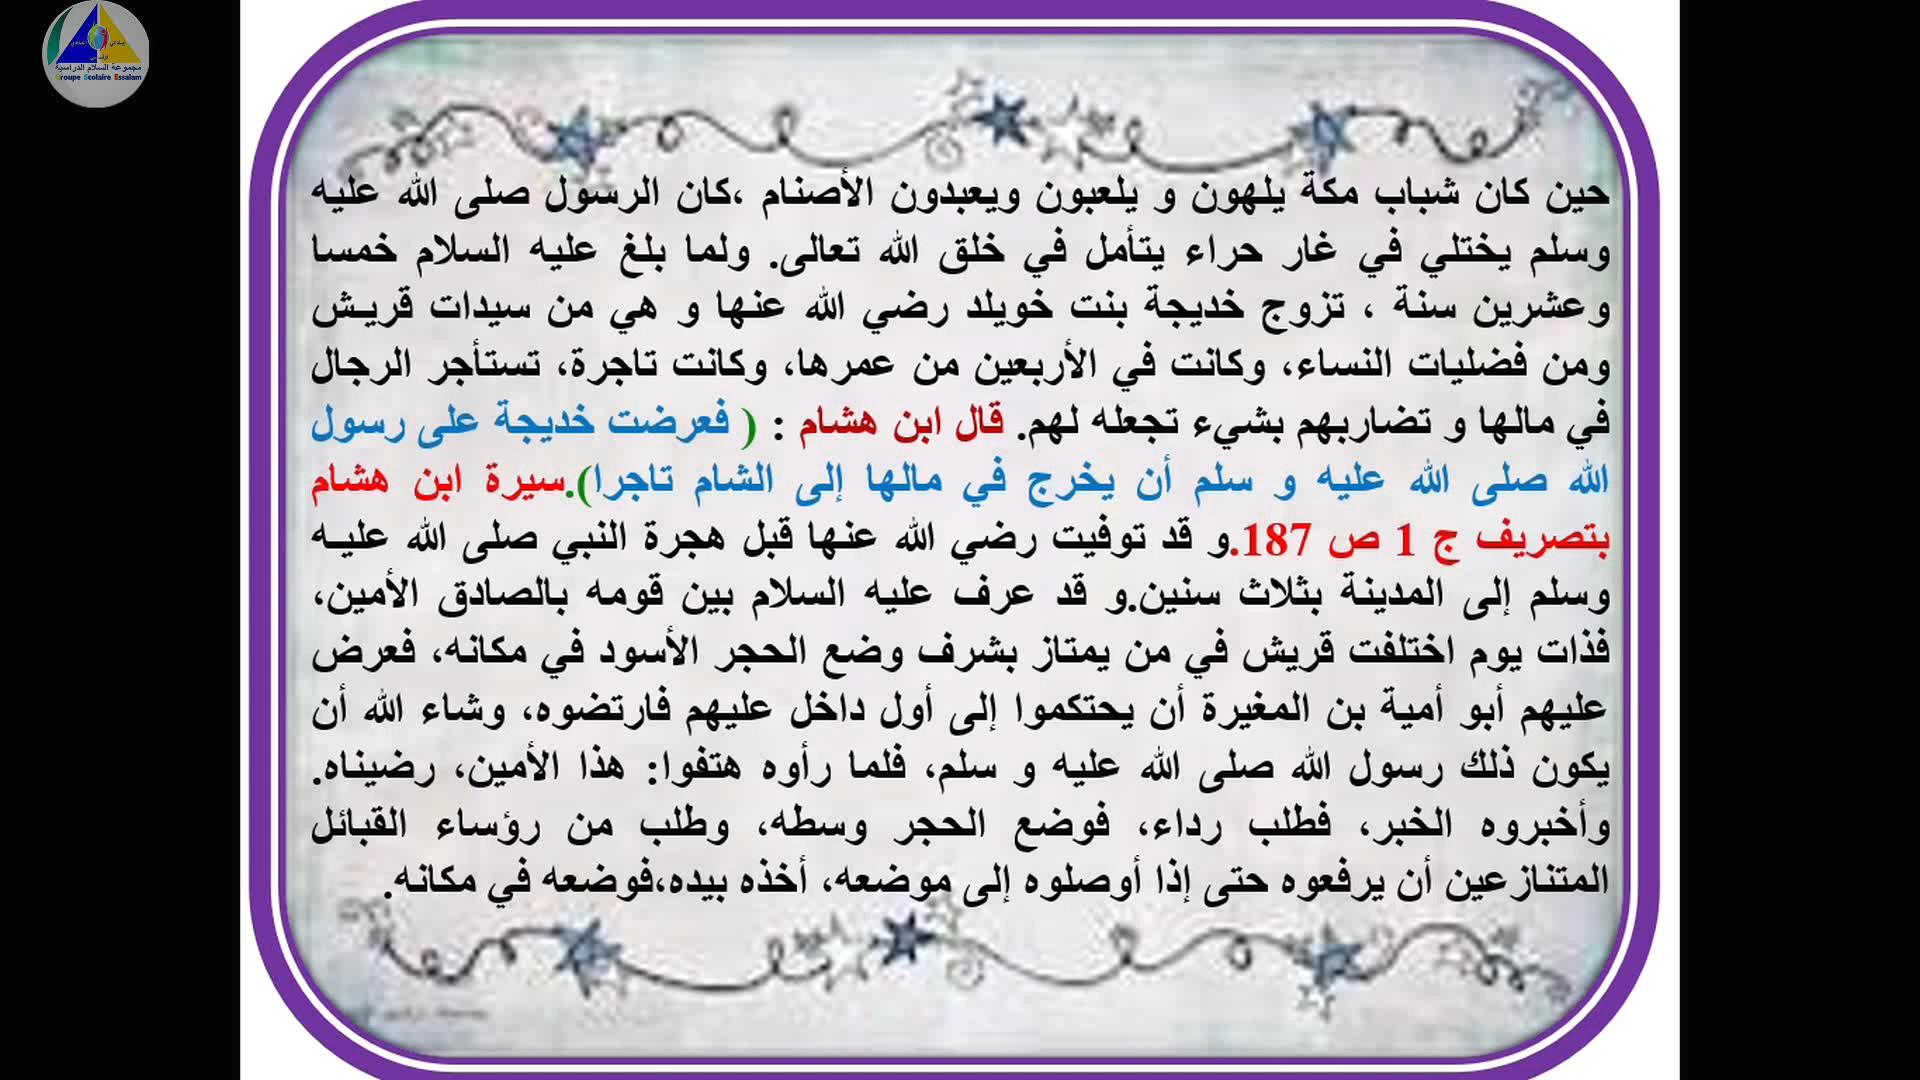 مجموعة السلام الدراسية
Groupe Scolaire Essalam
حين كان شباب مكة يلهون و يلعبون ويعبدون الأصنام ،كان الرسول صلى الله عليه
وسلم يختلي في غار حراء يتأمل في خلق الله تعالى. ولما بلغ عليه السلام خمسا
وعشرين سنة ، تزوج خديجة بنت خويلد رضي الله عنها و هي من سيدات قريش
ومن فضليات النساء، وكانت في الأربعين من عمرها، وكانت تاجرة، تستأجر الرجال
في مالها و تضاربهم بشيء تجعله لهم. قال ابن هشام : ( فعرضت خديجة على رسول
الله صلى الله عليه و سلم أن يخرج في مالها إلى الشام تاجرا).سيرة ابن هشام
بتصريف ج 1 ص 187.و قد توفيت رضي الله عنها قبل هجرة النبي صلى الله عليه
وسلم إلى المدينة بثلاث سنين.و قد عرف عليه السلام بين قومه بالصادق الأمين،
فذات يوم اختلفت قريش في من يمتاز بشرف وضع الحجر الأسود في مكانه، فعرض
عليهم أبو أمية بن المغيرة أن يحتكموا إلى أول داخل عليهم فارتضوه، وشاء الله أن
يكون ذلك رسول الله صلى الله عليه و سلم، فلما رأوه هتفوا: هذا الأمين، رضيناه.
وأخبروه الخبر، فطلب رداء، فوضع الحجر وسطه، وطلب من رؤساء القبائل
المتنازعين أن يرفعوه حتى إذا أوصلوه إلى موضعه، أخذه بيده،فوضعه في مكانه.